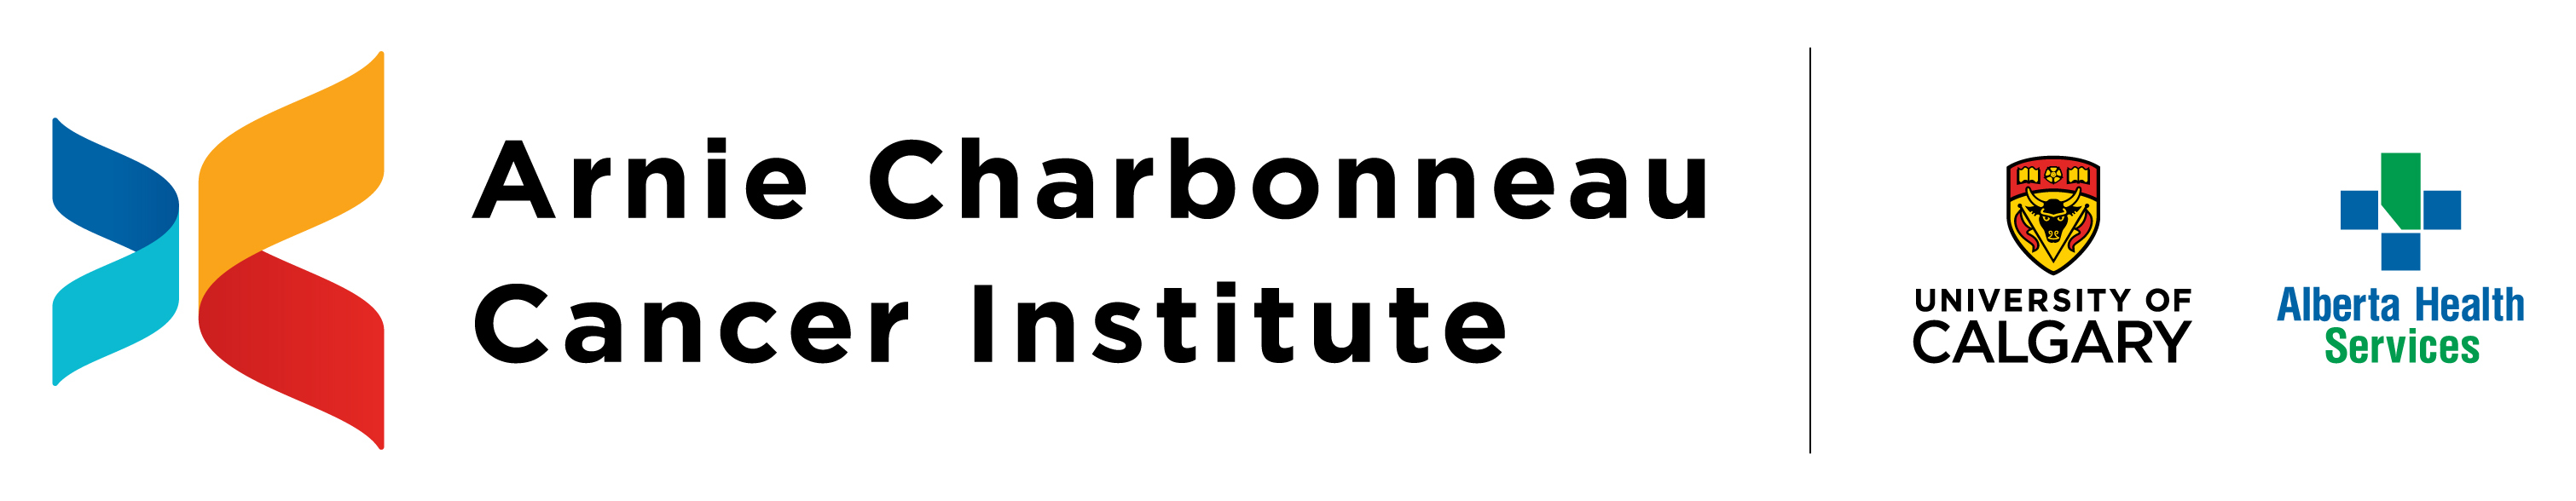 Arnie Charbonneau
Cancer Institute
UNIVERSITY OF
CALGARY
Alberta Health
Services